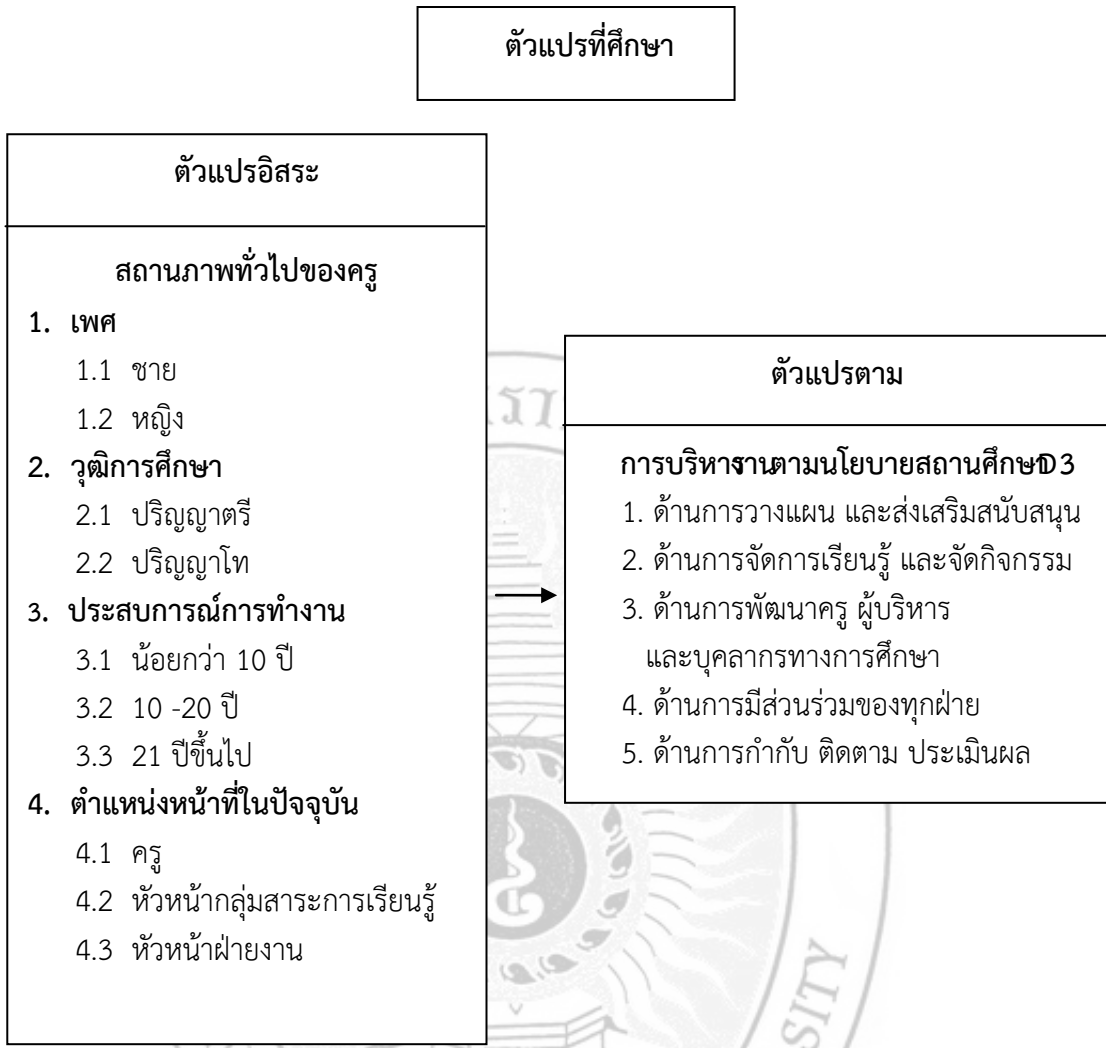 ตัวแปรที่ศึกษา
ตัวแปรอิสระ
สถานภาพทั่วไปของครู
1. เพศ
1.1 ชาย
1.2 หญิง
2. วุฒิการศึกษา
2.1 ปริญญาตรี
2.2 ปริญญาโท
3. ประสบการณ์การทำงาน
3.1 น้อยกว่า 10 ปี
3.2 10 -20 ปี
3.3 21 ปีขึ้นไป
4. ตำแหน่งหน้าที่ในปัจจุบัน
4.1 ครู
4.2 หัวหน้ากลุ่มสาระการเรียนรู้
4.3 หัวหน้าฝ่ายงาน
ตัวแปรตาม
การบริหารงานตามนโยบายสถานศึกษา3D
1. ด้านการวางแผน และส่งเสริมสนับสนุน
2. ด้านการจัดการเรียนรู้ และจัดกิจกรรม
3. ด้านการพัฒนาครู ผู้บริหาร
และบุคลากรทางการศึกษา
4. ด้านการมีส่วนร่วมของทุกฝ่าย
5. ด้านการกำกับ ติดตาม ประเมินผล
SITY